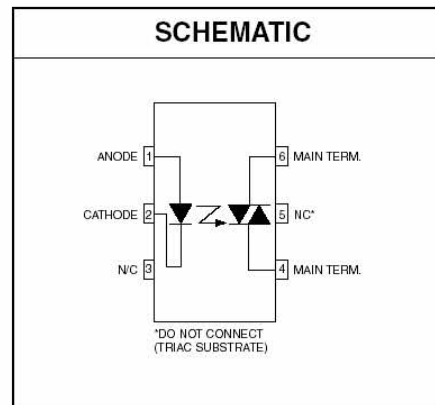 SCHEMATIC
ANODE 1
6 MAIN TERM.
CATHODE 2
5 NC*
N/C 3
4 MAIN TERM.
*DO NOT CONNECT
(TRIAC SUBSTRATE)